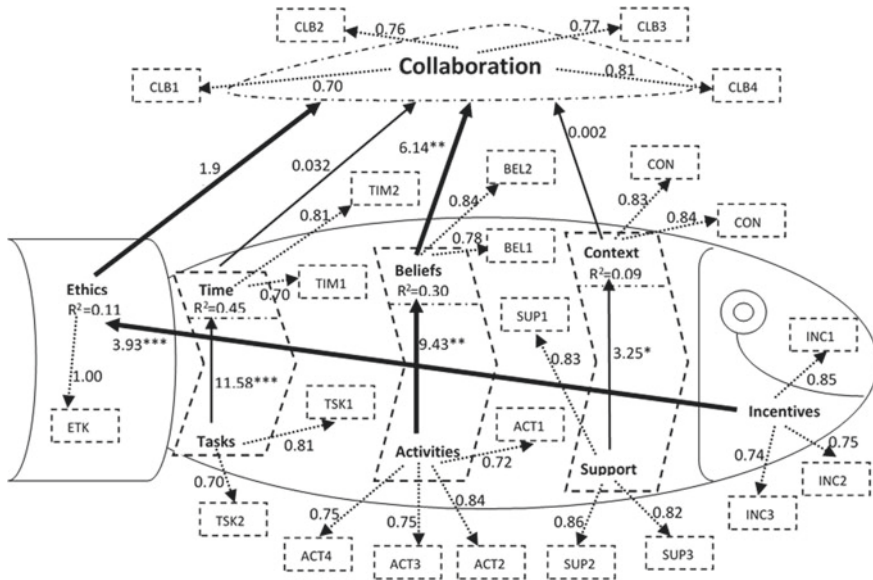 CLB2
0.76
0.77
CLB3
Collaboration
CLB1
0.70
0.81
CLB4
1.9
0.032
6.14**
0.002
TIM2
BEL2
CON
0.81
0.84
0.83
0.84
CON
0.78
BEL1
Ethics
R²=0.11
Time
R²=0.45
0.70
TIM1
Beliefs
R²=0.30
Context
R²=0.09
SUP1
3.93***
9.43**
0.83
3.25*
INC1
1.00
11.58***
0.85
ETK
TSK1
Tasks
0.81
ACT1
Activities
0.72
Incentives
Support
0.74
0.75
INC2
0.70
TSK2
0.75
0.75
0.84
0.86
0.82
INC3
ACT4
ACT3
ACT2
SUP2
SUP3